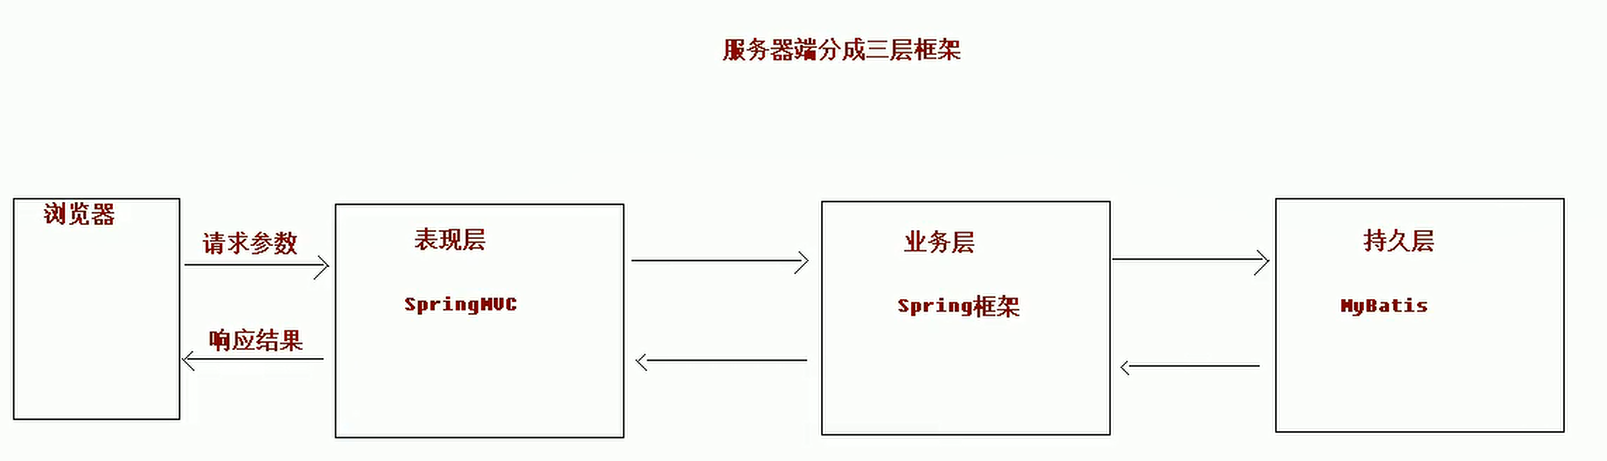 服务器端分成三层框架
浏览器
请求参数
响应结果
表现层
SpringMVC
业务层
Spring框架
持久层
MyBatis